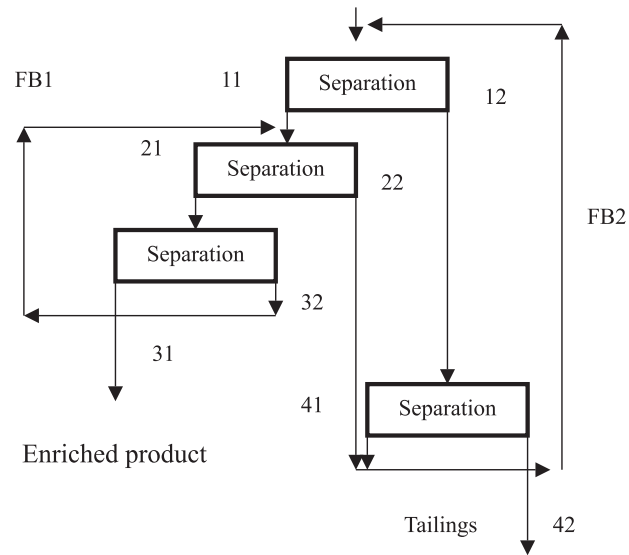 FB1
11
Separation
12
21
Separation
22
FB2
Separation
32
31
41
Separation
Enriched product
Tailings
42